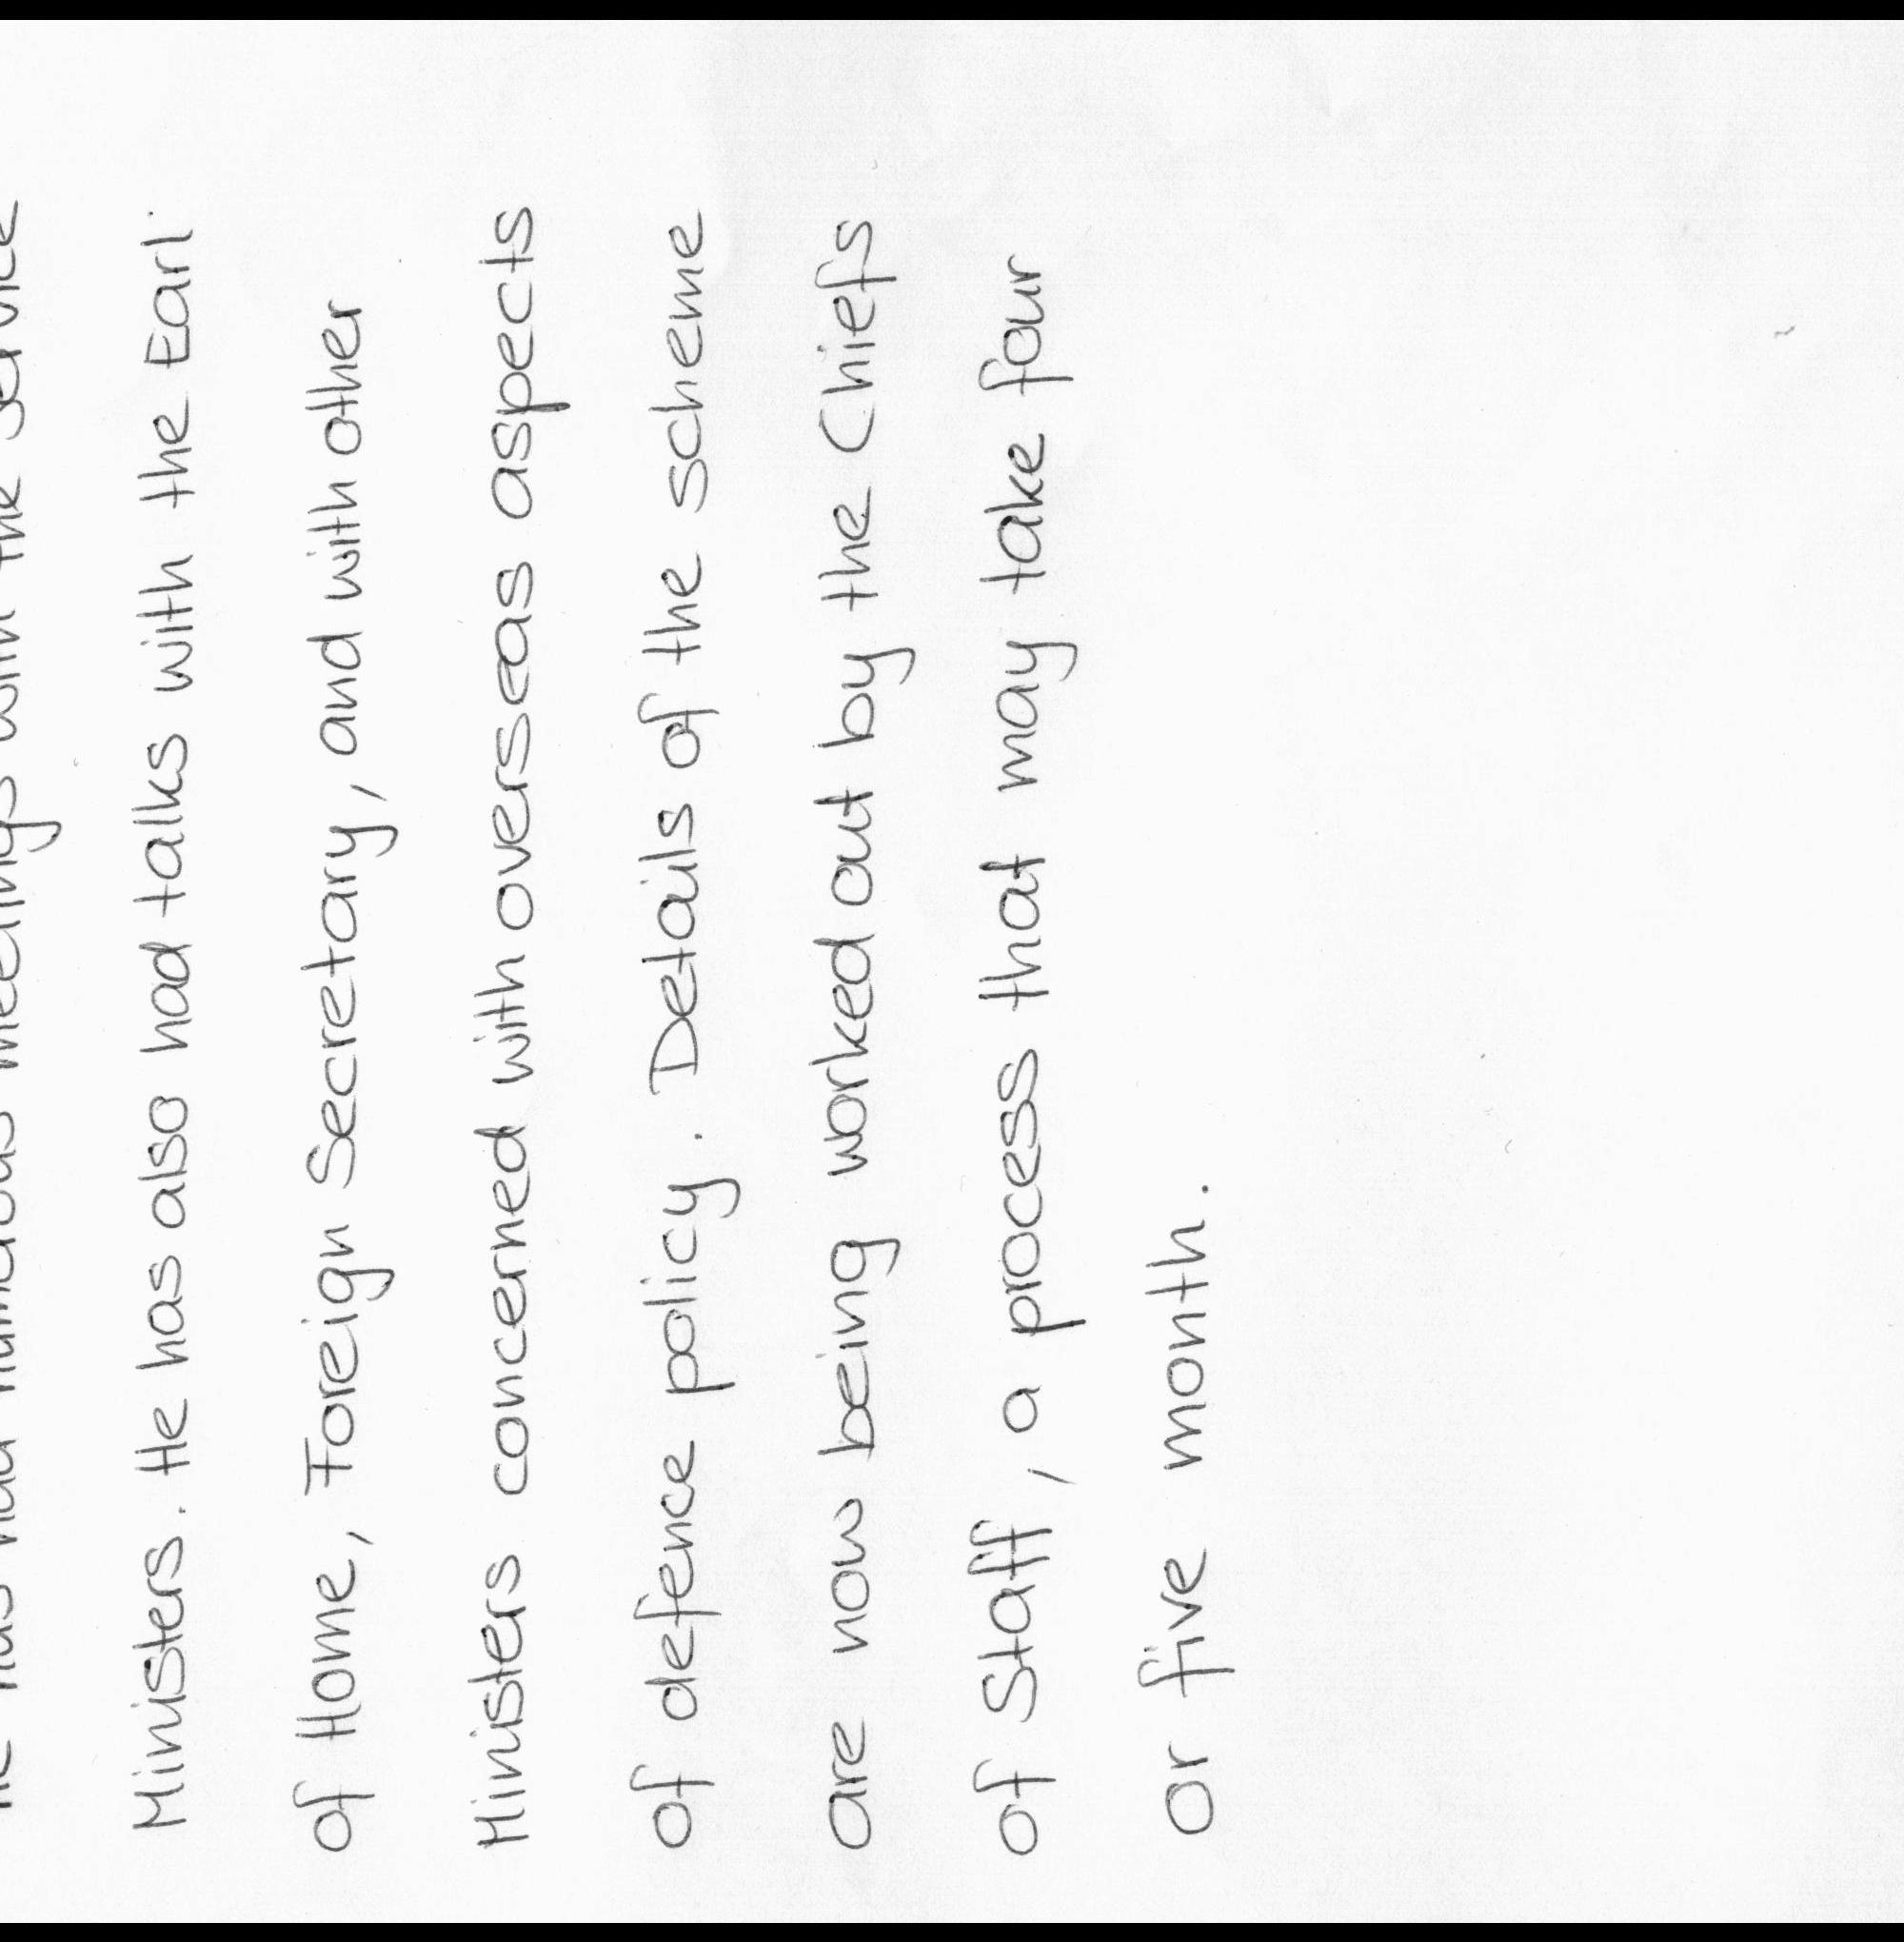 He has had numerous meetings with the service
Ministers. He has also had talks with the Earl
of Home, Foreign Secretary, and with other
Ministers concerned with overseas aspects
of defence policy. Details of the scheme
are now being worked out by the Chiefs
of Staff, a process that may take four
or five month.